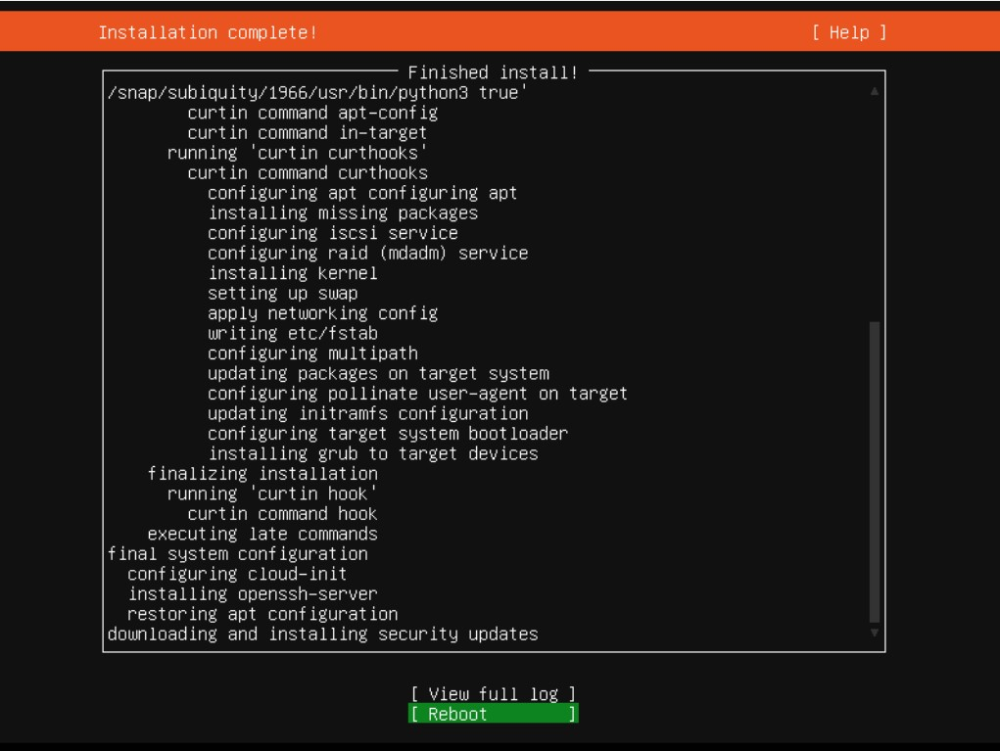 Installation complete! [ Help ]
Finished install!
/snap/subiquity/1966/usr/bin/python3 true'
curtin command apt-config
curtin command in-target
running 'curtin curthooks'
curtin command curthooks
configuring apt configuring apt
installing missing packages
configuring iscsi service
configuring raid (mdadm) service
installing kernel
setting up swap
apply networking config
writing etc/fstab
configuring multipath
updating packages on target system
configuring pollinate user-agent on target
updating initramfs configuration
configuring target system bootloader
installing grub to target devices
finalizing installation
running 'curtin hook'
curtin command hook
executing late commands
final system configuration
configuring cloud-init
installing openssh-server
restoring apt configuration
downloading and installing security updates
[ View full log ]
[ Reboot ]